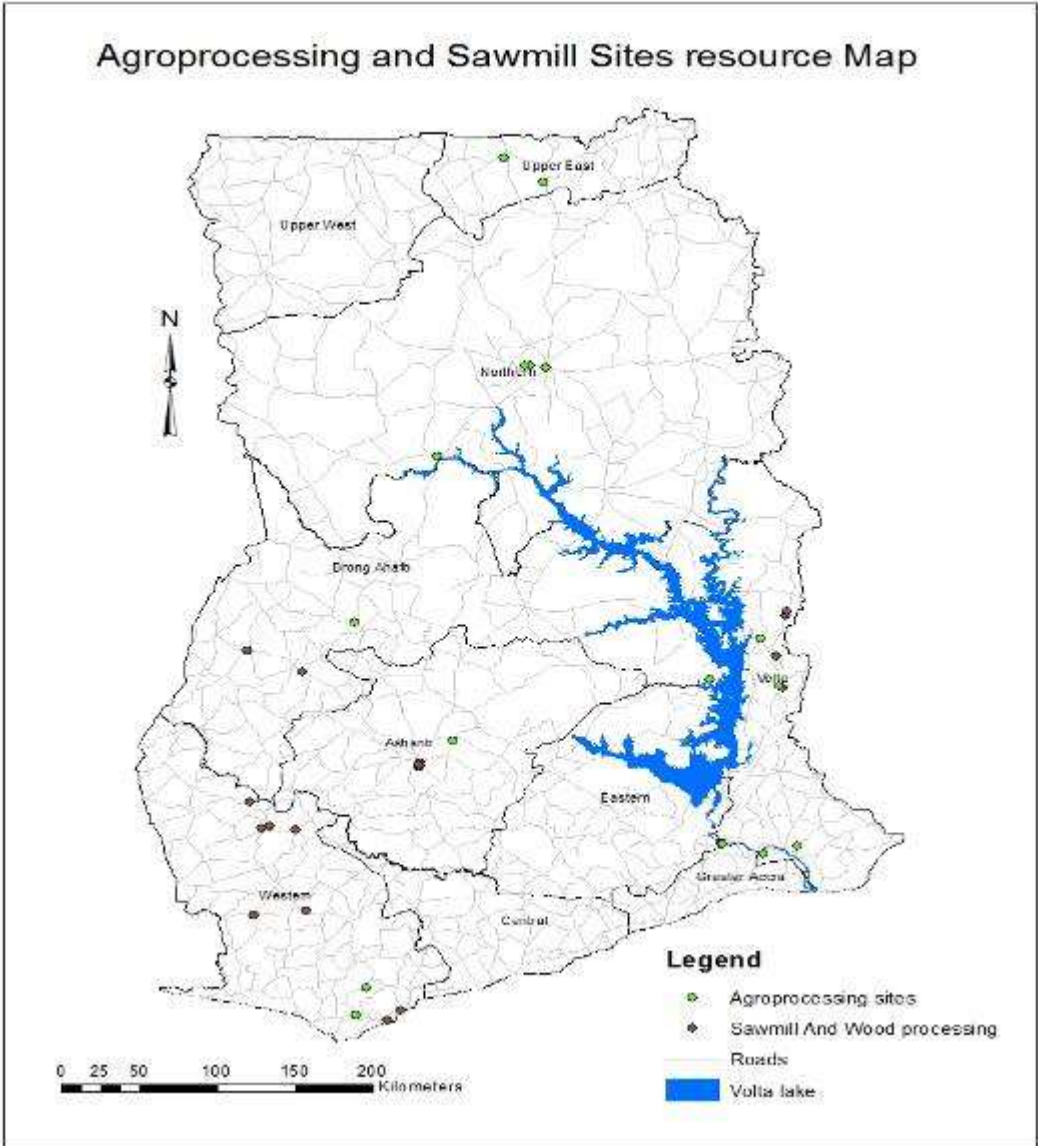 Agroprocessing and Sawmill Sites resource Map
Upper East
Upper West
N
Northern
Brong Ahafo
Volta
Ashanti
Eastern
Greater Accra
Western
Central
Legend
Agroprocessing sites
Sawmill And Wood processing
Roads
Volta lake
0 25 50 100 150 200
Kilometers